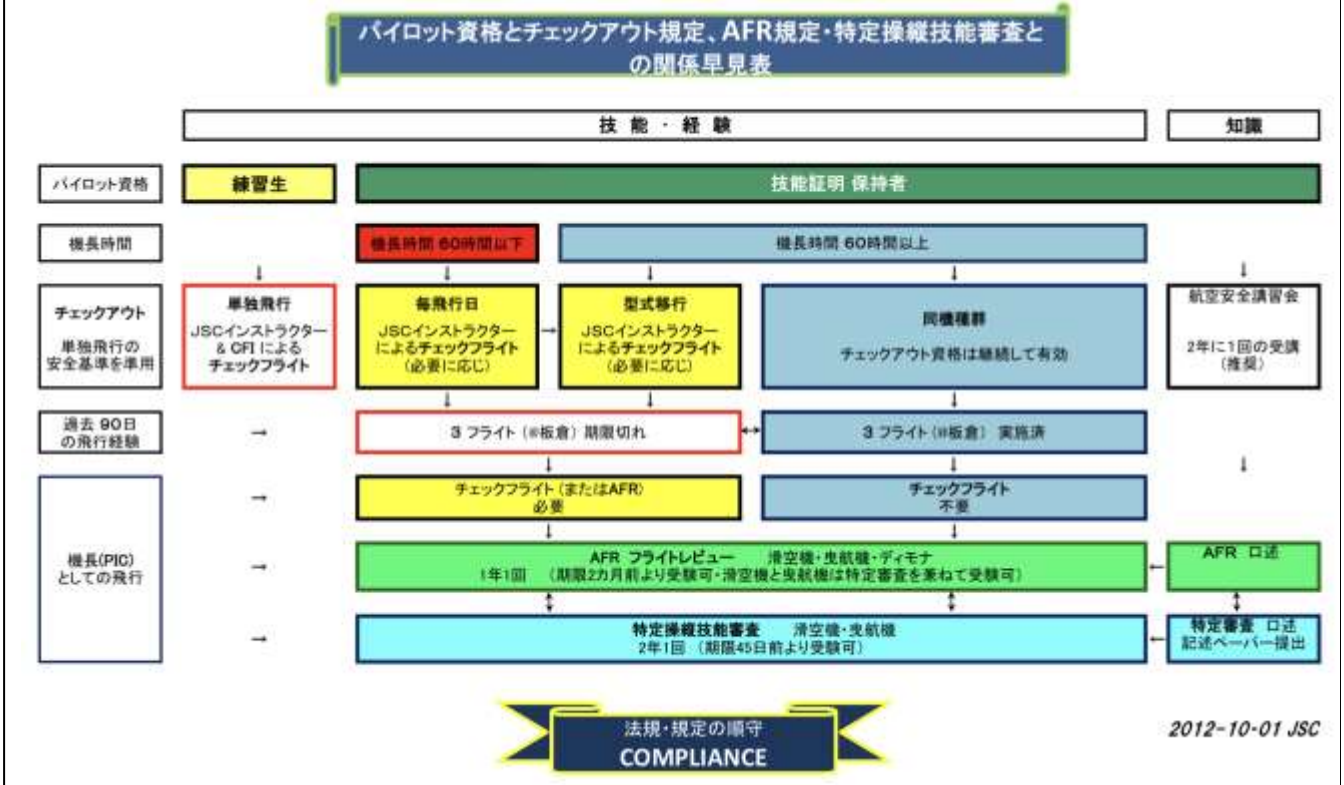 パイロット資格とチェックアウト規定、AFR規定・特定操縦技能審査と
の関係早見表
技 能 ・ 経 験
知識
パイロット資格
練習生
技能証明 保持者
機長時間
機長時間 60時間以下
機長時間 60時間以上
↓ ↓ ↓ ↓ ↓
チェックアウト
単独飛行の
安全基準を準用
単独飛行
JSCインストラクター
& CFI による
チェックフライト
毎飛行日
JSCインストラクター
によるチェックフライト
(必要に応じ)
→
型式移行
JSCインストラクター
によるチェックフライト
(必要に応じ)
同機種群
チェックアウト資格は継続して有効
航空安全講習会
2年に1回の受講
(推奨)
↓ ↓ ↓
過去 90日
の飛行経験
→
3 フライト (@板倉) 期限切れ
↔
3 フライト (@板倉) 実施済
↓ ↓ ↓
機長(PIC)
としての飛行
→
チェックフライト (またはAFR)
必要
チェックフライト
不要
↓ ↓
→
AFR フライトレビュー 滑空機・曳航機・ディモナ
1年1回 (期限2カ月前より受験可・滑空機と曳航機は特定審査を兼ねて受験可)
←
AFR 口述
↕ ↕ ↕
→
特定操縦技能審査 滑空機・曳航機
2年1回 (期限45日前より受験可)
←
特定審査 口述
記述ペーパー提出
法規・規定の順守
COMPLIANCE
2012-10-01 JSC